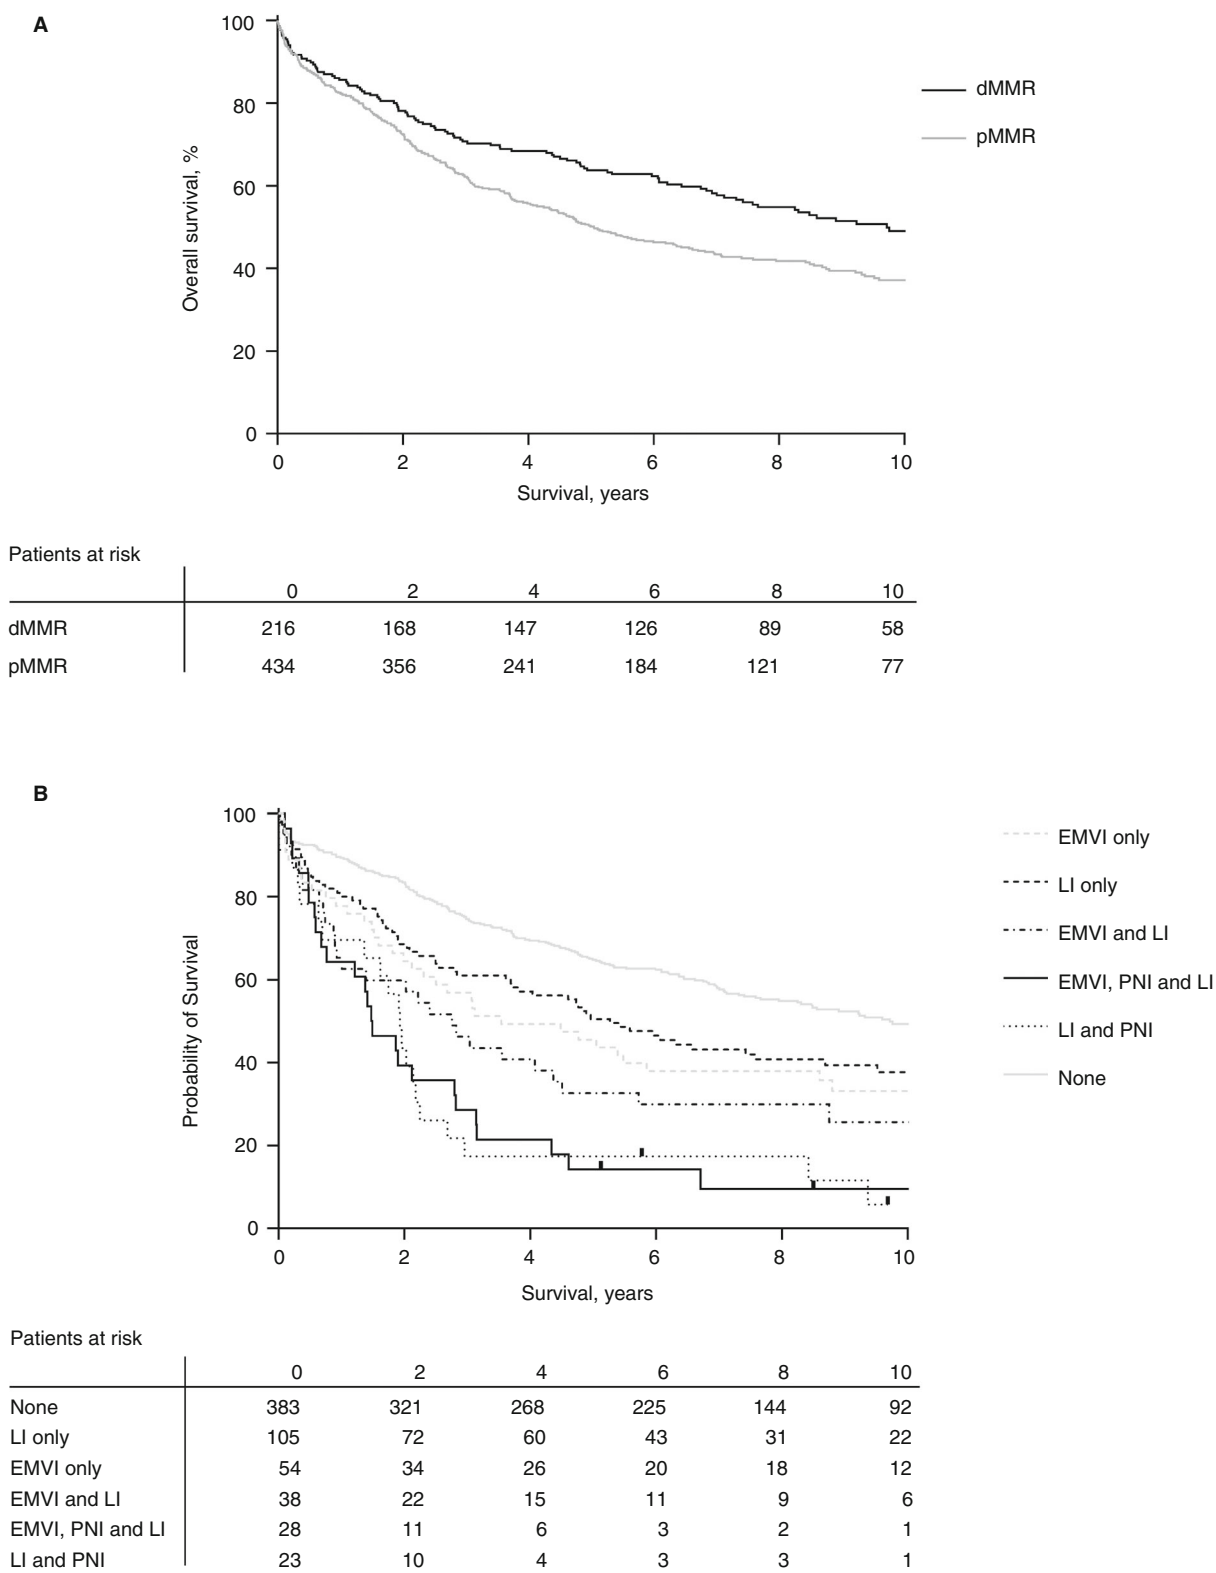 A
100
80
60
40
20
0
Overall survival, %
0 2 4 6 8 10
Survival, years
dMMR
pMMR
Patients at risk
0 2 4 6 8 10
dMMR 216 168 147 126 89 58
pMMR 434 356 241 184 121 77
B
100
80
60
40
20
0
Probability of Survival
0 2 4 6 8 10
Survival, years
EMVI only
LI only
EMVI and LI
EMVI, PNI and LI
LI and PNI
None
Patients at risk
0 2 4 6 8 10
None 383 321 268 225 144 92
LI only 105 72 60 43 31 22
EMVI only 54 34 26 20 18 12
EMVI and LI 38 22 15 11 9 6
EMVI, PNI and LI 28 11 6 3 2 1
LI and PNI 23 10 4 3 3 1